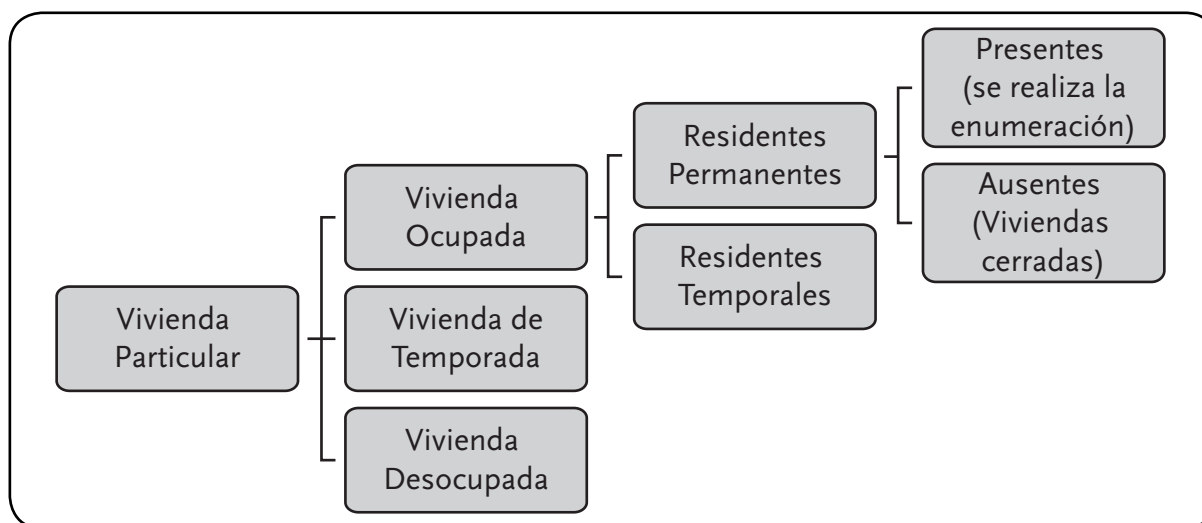 Vivienda
Particular
Vivienda
Ocupada
Vivienda de
Temporada
Vivienda
Desocupada
Residentes
Permanentes
Residentes
Temporales
Presentes
(se realiza la
enumeración)
Ausentes
(Viviendas
cerradas)